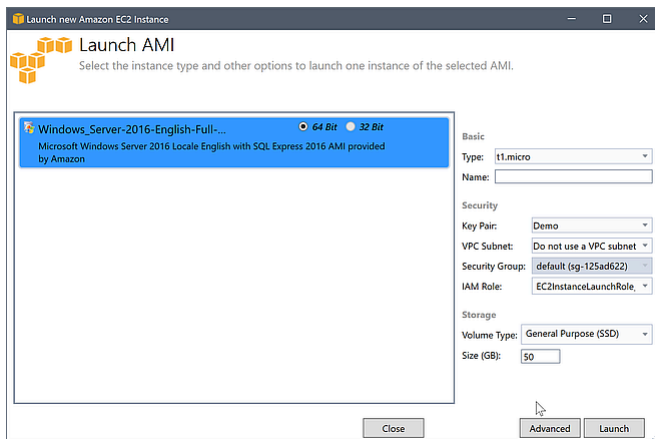 Launch new Amazon EC2 Instance
Launch AMI
Select the instance type and other options to launch one instance of the selected AMI.
Windows_Server-2016-English-Full-...
64 Bit
32 Bit
Microsoft Windows Server 2016 Locale English with SQL Express 2016 AMI provided
by Amazon
Basic
Type: t1.micro
Name:
Security
Key Pair: Demo
VPC Subnet: Do not use a VPC subnet
Security Group: default (sg-125ad622)
IAM Role: EC2InstanceLaunchRole,
Storage
Volume Type: General Purpose (SSD)
Size (GB): 50
Close
Advanced
Launch